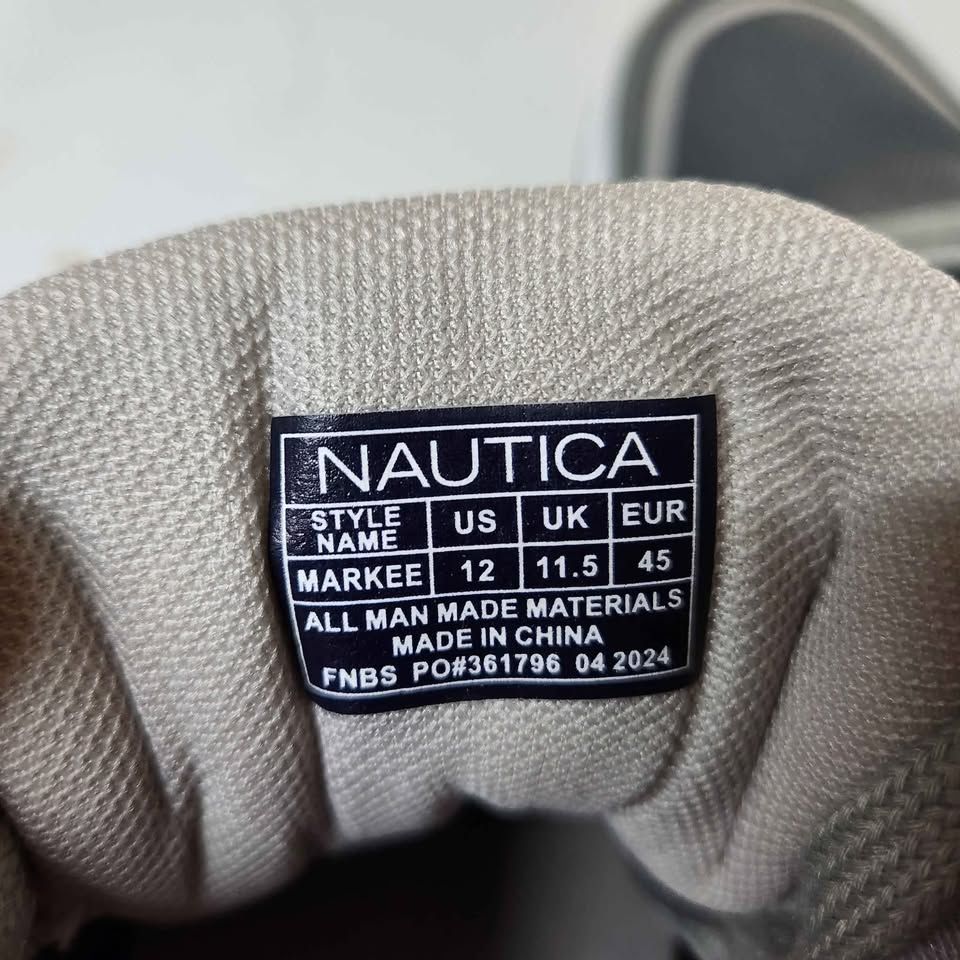 NAUTICA
STYLE NAME US UK EUR
MARKEE 12 11.5 45
ALL MAN MADE MATERIALS
MADE IN CHINA
FNBS PO#361796 04 2024